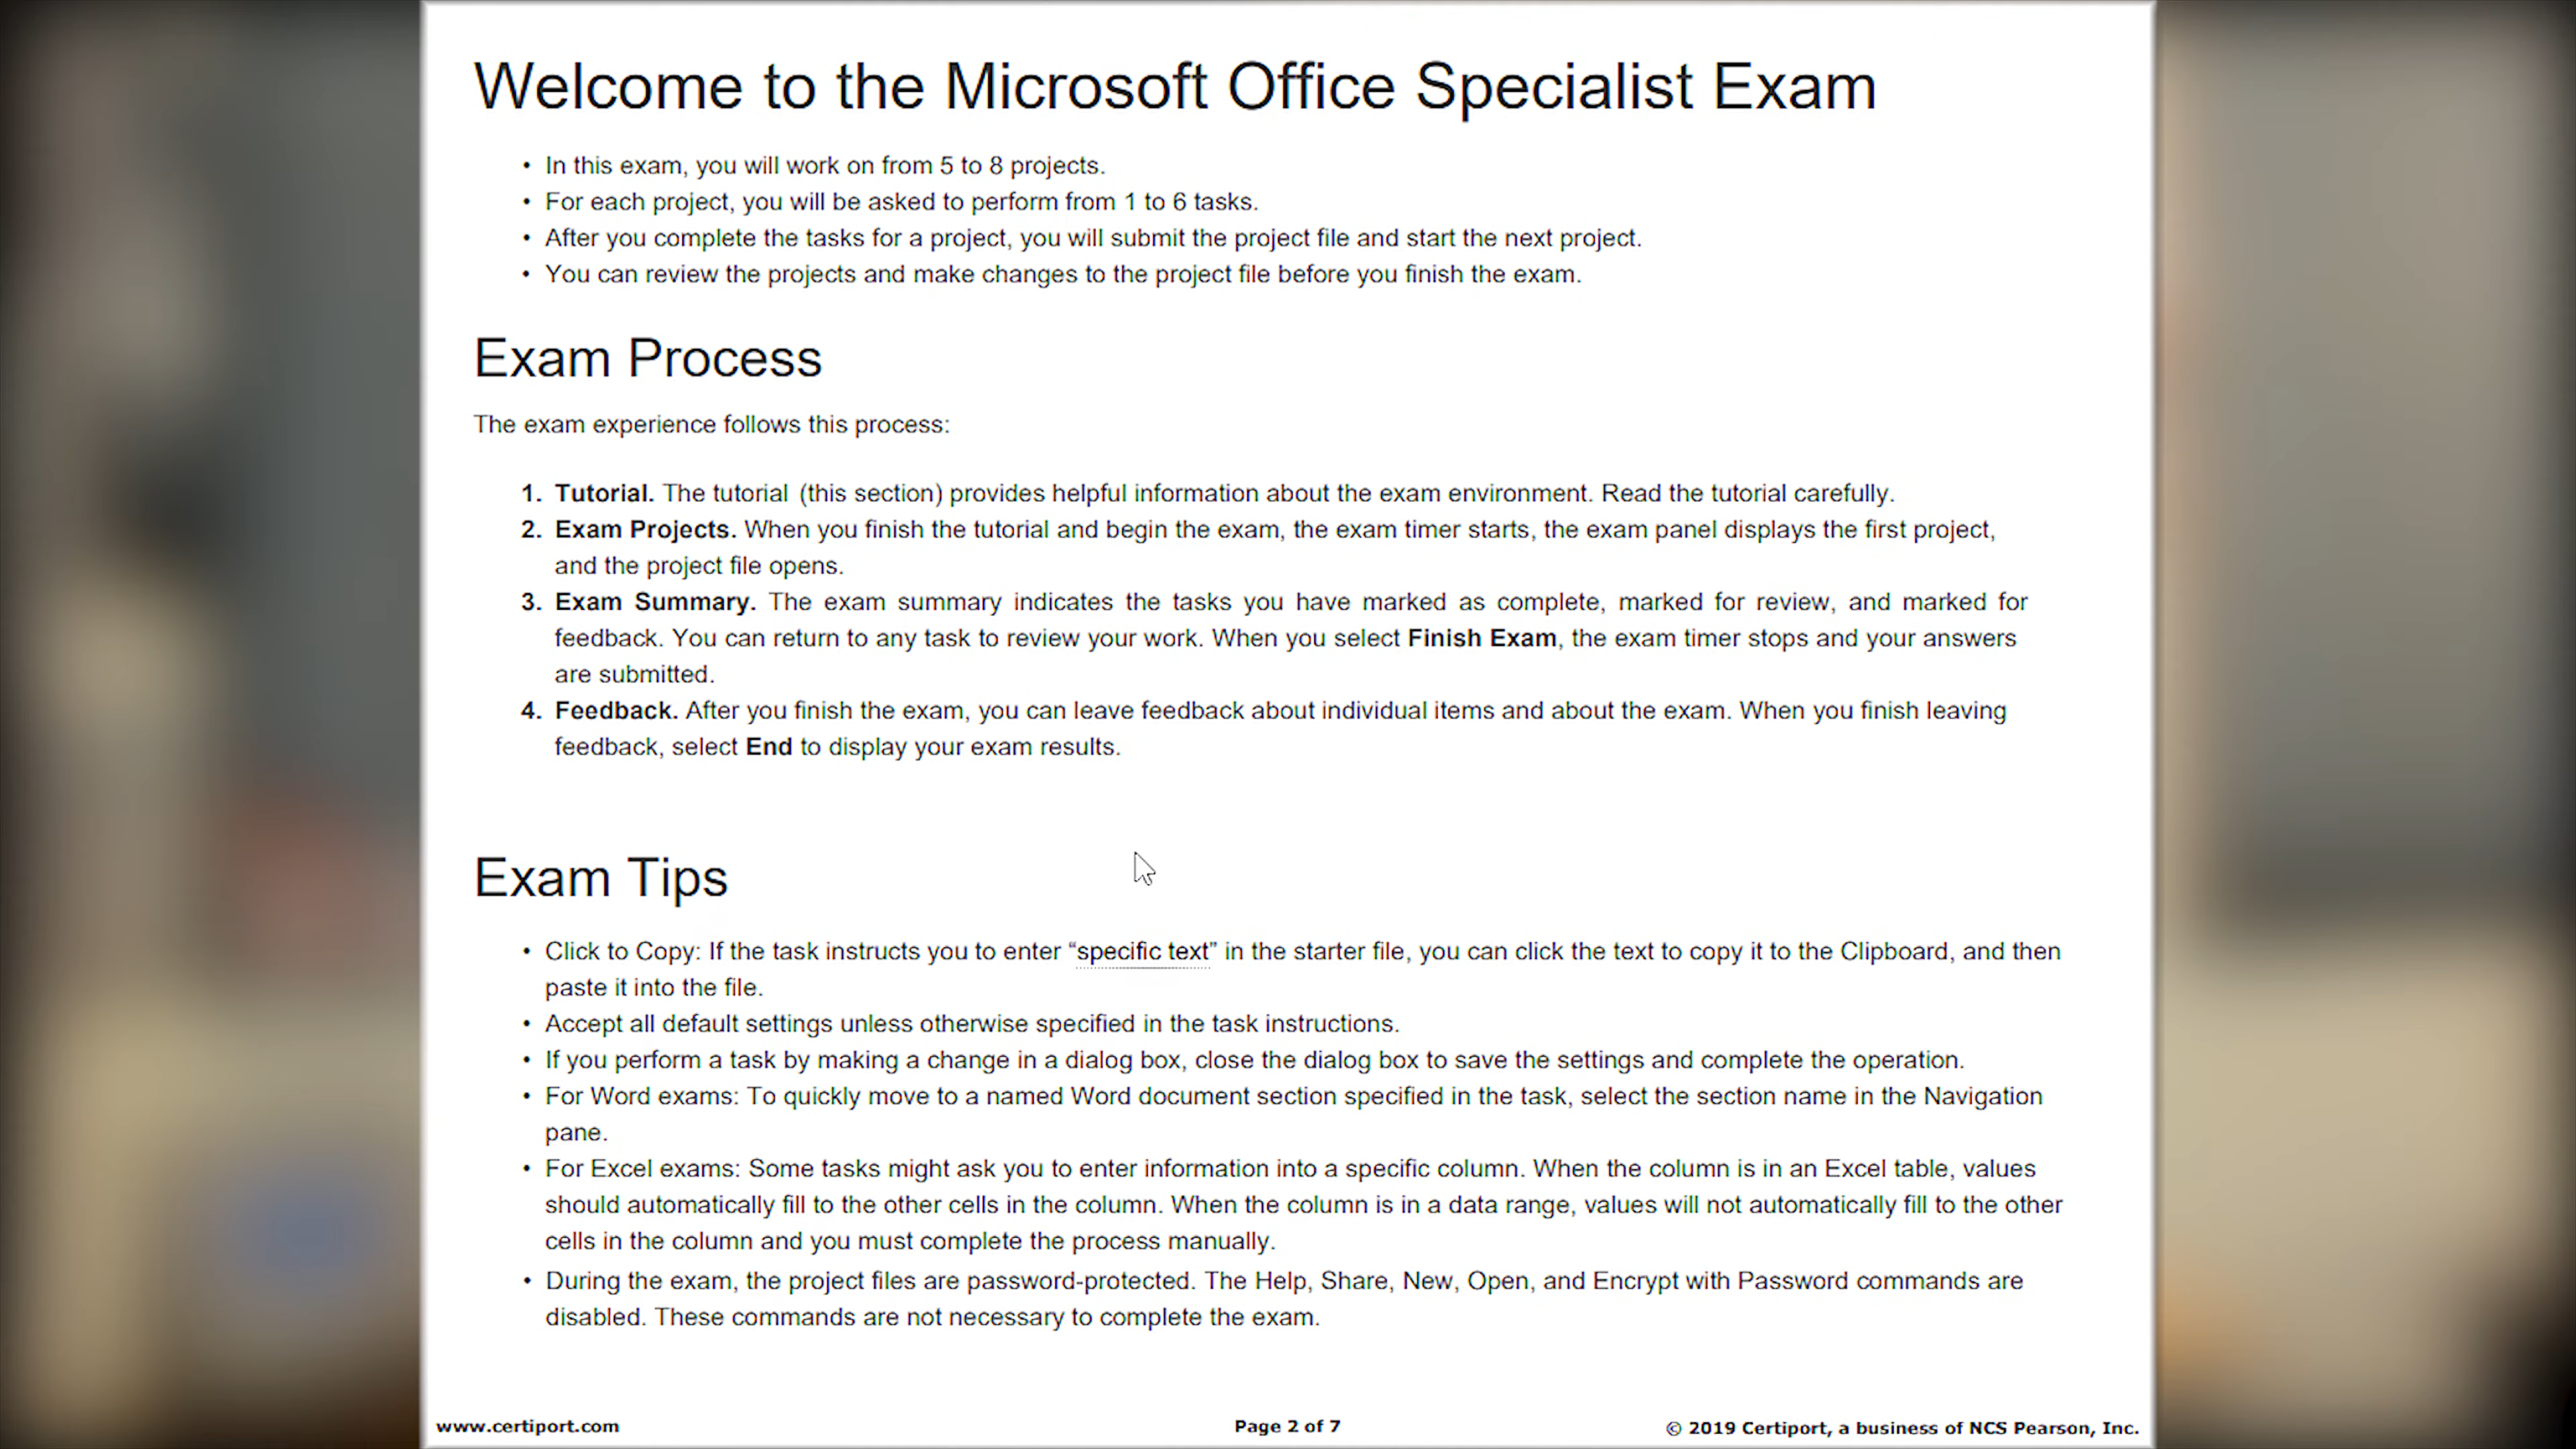 Welcome to the Microsoft Office Specialist Exam
• In this exam, you will work on from 5 to 8 projects.
• For each project, you will be asked to perform from 1 to 6 tasks.
• After you complete the tasks for a project, you will submit the project file and start the next project.
• You can review the projects and make changes to the project file before you finish the exam.
Exam Process
The exam experience follows this process:
1. Tutorial. The tutorial (this section) provides helpful information about the exam environment. Read the tutorial carefully.
2. Exam Projects. When you finish the tutorial and begin the exam, the exam timer starts, the exam panel displays the first project,
and the project file opens.
3. Exam Summary. The exam summary indicates the tasks you have marked as complete, marked for review, and marked for
feedback. You can return to any task to review your work. When you select Finish Exam, the exam timer stops and your answers
are submitted.
4. Feedback. After you finish the exam, you can leave feedback about individual items and about the exam. When you finish leaving
feedback, select End to display your exam results.
Exam Tips
• Click to Copy: If the task instructs you to enter “specific text” in the starter file, you can click the text to copy it to the Clipboard, and then
paste it into the file.
• Accept all default settings unless otherwise specified in the task instructions.
• If you perform a task by making a change in a dialog box, close the dialog box to save the settings and complete the operation.
• For Word exams: To quickly move to a named Word document section specified in the task, select the section name in the Navigation
pane.
• For Excel exams: Some tasks might ask you to enter information into a specific column. When the column is in an Excel table, values
should automatically fill to the other cells in the column. When the column is in a data range, values will not automatically fill to the other
cells in the column and you must complete the process manually.
• During the exam, the project files are password-protected. The Help, Share, New, Open, and Encrypt with Password commands are
disabled. These commands are not necessary to complete the exam.
www.certiport.com
Page 2 of 7
© 2019 Certiport, a business of NCS Pearson, Inc.